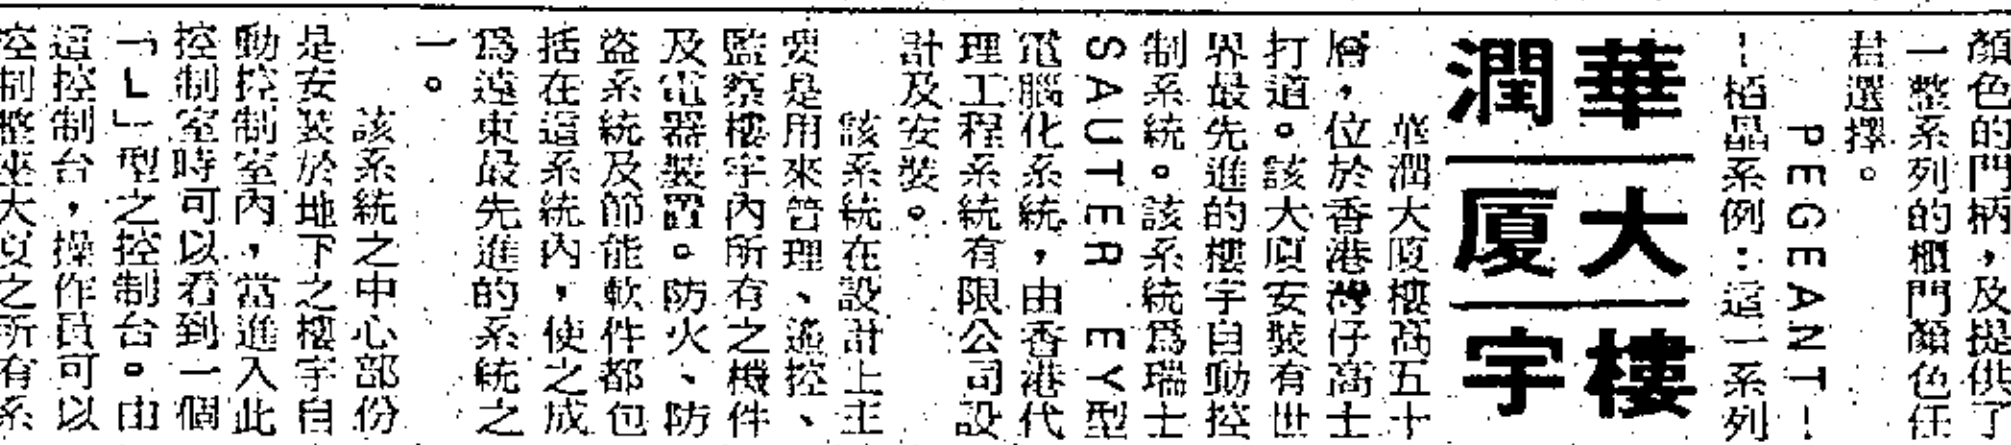 顏色的門柄，及提供了
一整系列的櫃門顏色任
君選擇。
PEGEANT－
－栢晶系例：這一系列
華大樓
潤厦宇
華潤大廈樓高五十
層，位於香港灣仔高士
打道。該大廈安裝有世
界最先進的樓宇自動控
制系統。該系統爲瑞士
SAUTER EY型
電腦化系統，由香港代
理工程系統有限公司設
計及安裝。
該系統在設計上主
要是用來管理、遙控、
監察樓宇內所有之機件
及電器裝置。防火、防
盜系統及節能軟件都包
括在這系統內，使之成
爲遠東最先進的系統之
一。
該系統之中心部份
是安裝於地下之樓宇自
動控制室內，當進入此
控制室時可以看到一個
「L」型之控制台。由
這控制台，操作員可以
控制整座大廈之所有系